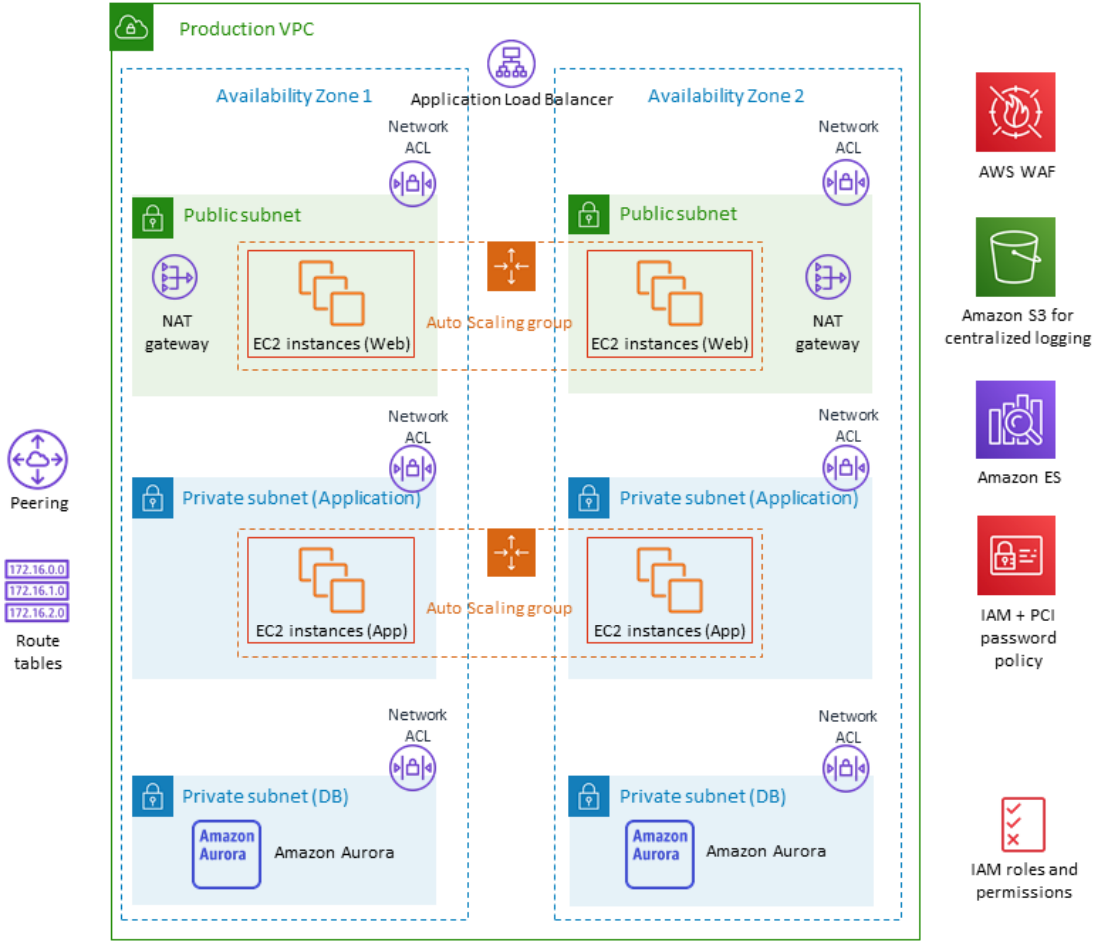 Production VPC
Availability Zone 1
Application Load Balancer
Availability Zone 2
Network
ACL
Network
ACL
Public subnet
Public subnet
NAT
gateway
EC2 instances (Web)
Auto Scaling group
EC2 instances (Web)
NAT
gateway
Network
ACL
Network
ACL
Private subnet (Application)
Private subnet (Application)
EC2 instances (App)
Auto Scaling group
EC2 instances (App)
Network
ACL
Network
ACL
Private subnet (DB)
Private subnet (DB)
Amazon
Aurora
Amazon Aurora
Amazon
Aurora
Amazon Aurora
Peering
172.16.0.0
172.16.1.0
172.16.2.0
Route
tables
AWS WAF
Amazon S3 for
centralized logging
Amazon ES
IAM + PCI
password
policy
IAM roles and
permissions